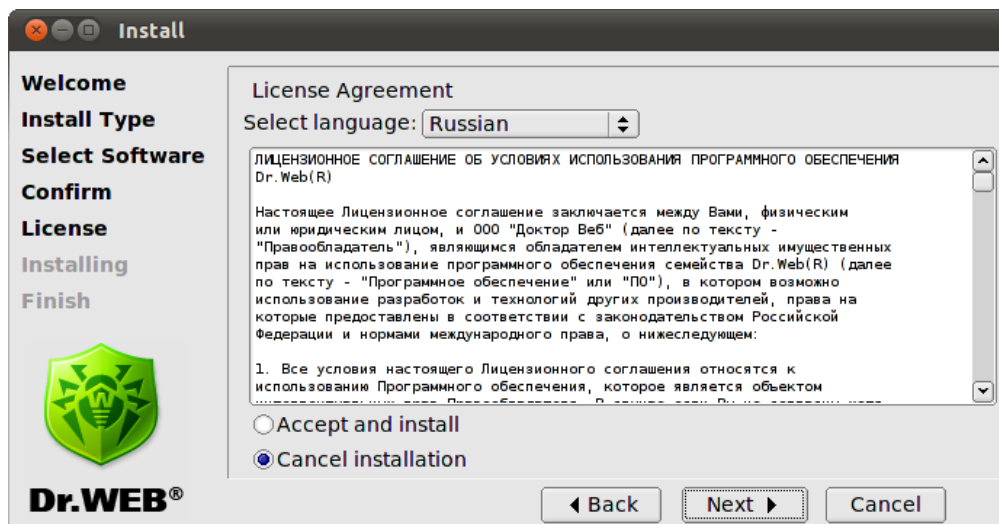 Install
Welcome
Install Type
Select Software
Confirm
License
Installing
Finish
Dr.WEB®
License Agreement
Select language: Russian
ЛИЦЕНЗИОННОЕ СОГЛАШЕНИЕ ОБ УСЛОВИЯХ ИСПОЛЬЗОВАНИЯ ПРОГРАММНОГО ОБЕСПЕЧЕНИЯ
Dr.Web(R)
Настоящее Лицензионное соглашение заключается между Вами, физическим
или юридическим лицом, и ООО "Доктор Веб" (далее по тексту -
"Правообладатель"), являющимся обладателем интеллектуальных имущественных
прав на использование программного обеспечения семейства Dr.Web(R) (далее
по тексту - "Программное обеспечение" или "ПО"), в котором возможно
использование разработок и технологий других производителей, права на
которые предоставлены в соответствии с законодательством Российской
Федерации и нормами международного права, о нижеследующем:
1. Все условия настоящего Лицензионного соглашения относятся к
использованию Программного обеспечения, которое является объектом
Accept and install
Cancel installation
Back
Next
Cancel